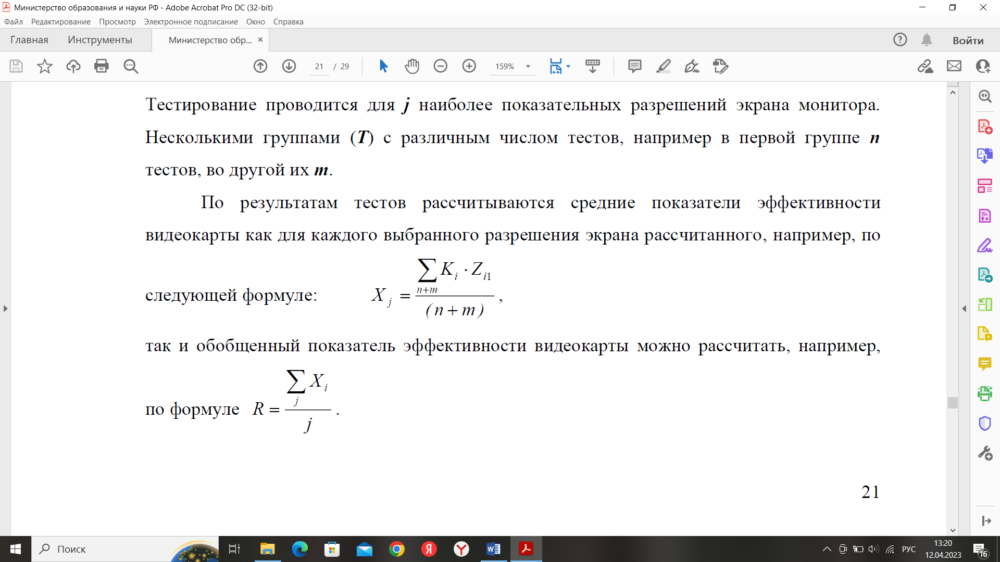 Министерство образования и науки РФ - Adobe Acrobat Pro DC (32-bit)
Файл Редактирование Просмотр Электронное подписание Окно Справка
Главная Инструменты Министерство обр... × Войти
21 / 29 159%
Тестирование проводится для j наиболее показательных разрешений экрана монитора.
Несколькими группами (T) с различным числом тестов, например в первой группе n
тестов, во другой их m.
По результатам тестов рассчитываются средние показатели эффективности
видеокарты как для каждого выбранного разрешения экрана рассчитанного, например, по
следующей формуле: X_j = \frac{\sum_{n+m} K_i \cdot Z_{i1}}{(n + m)},
так и обобщенный показатель эффективности видеокарты можно рассчитать, например,
по формуле R = \frac{\sum_j X_i}{j}.
21
Поиск
РУС
13:20
12.04.2023
16